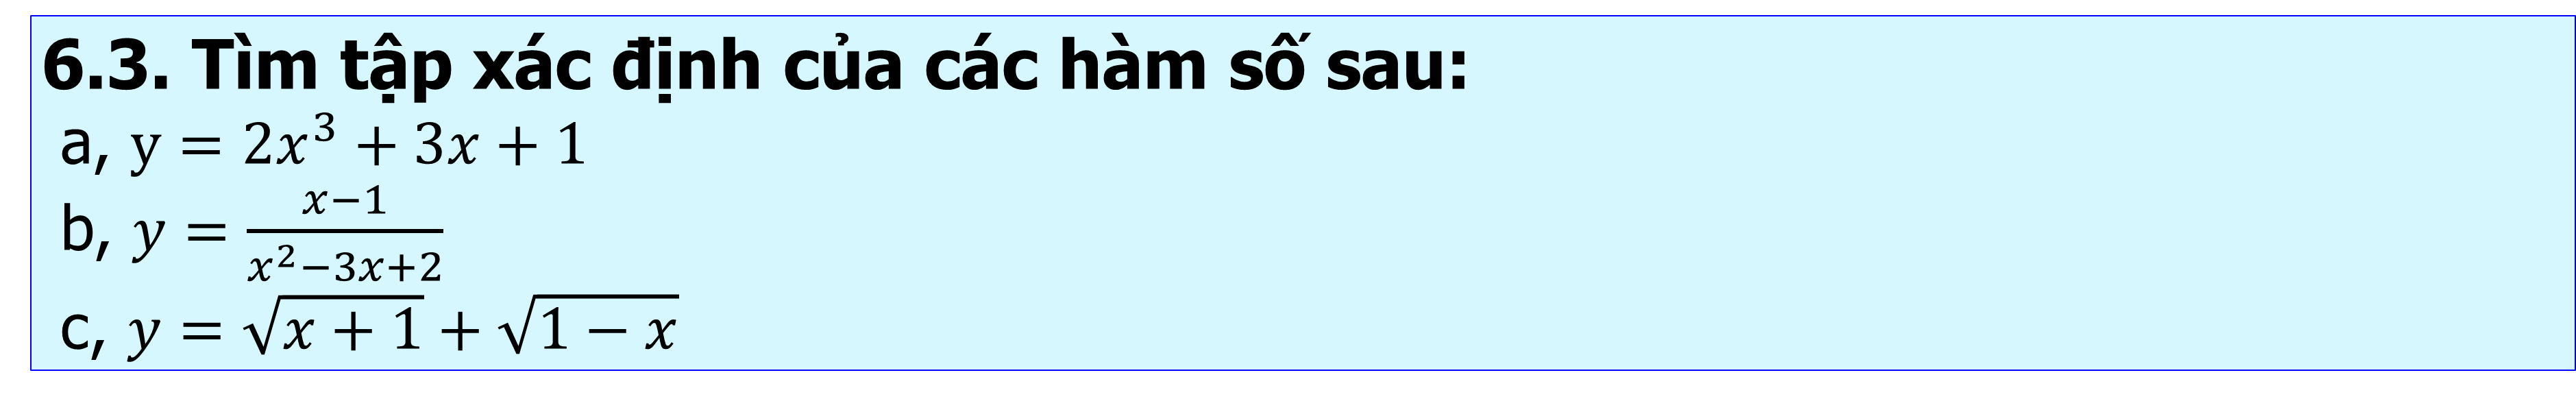 6.3. Tìm tập xác định của các hàm số sau:
a, y = 2x³ + 3x + 1
b, y = \frac{x-1}{x²-3x+2}
c, y = √(x + 1) + √(1 − x)